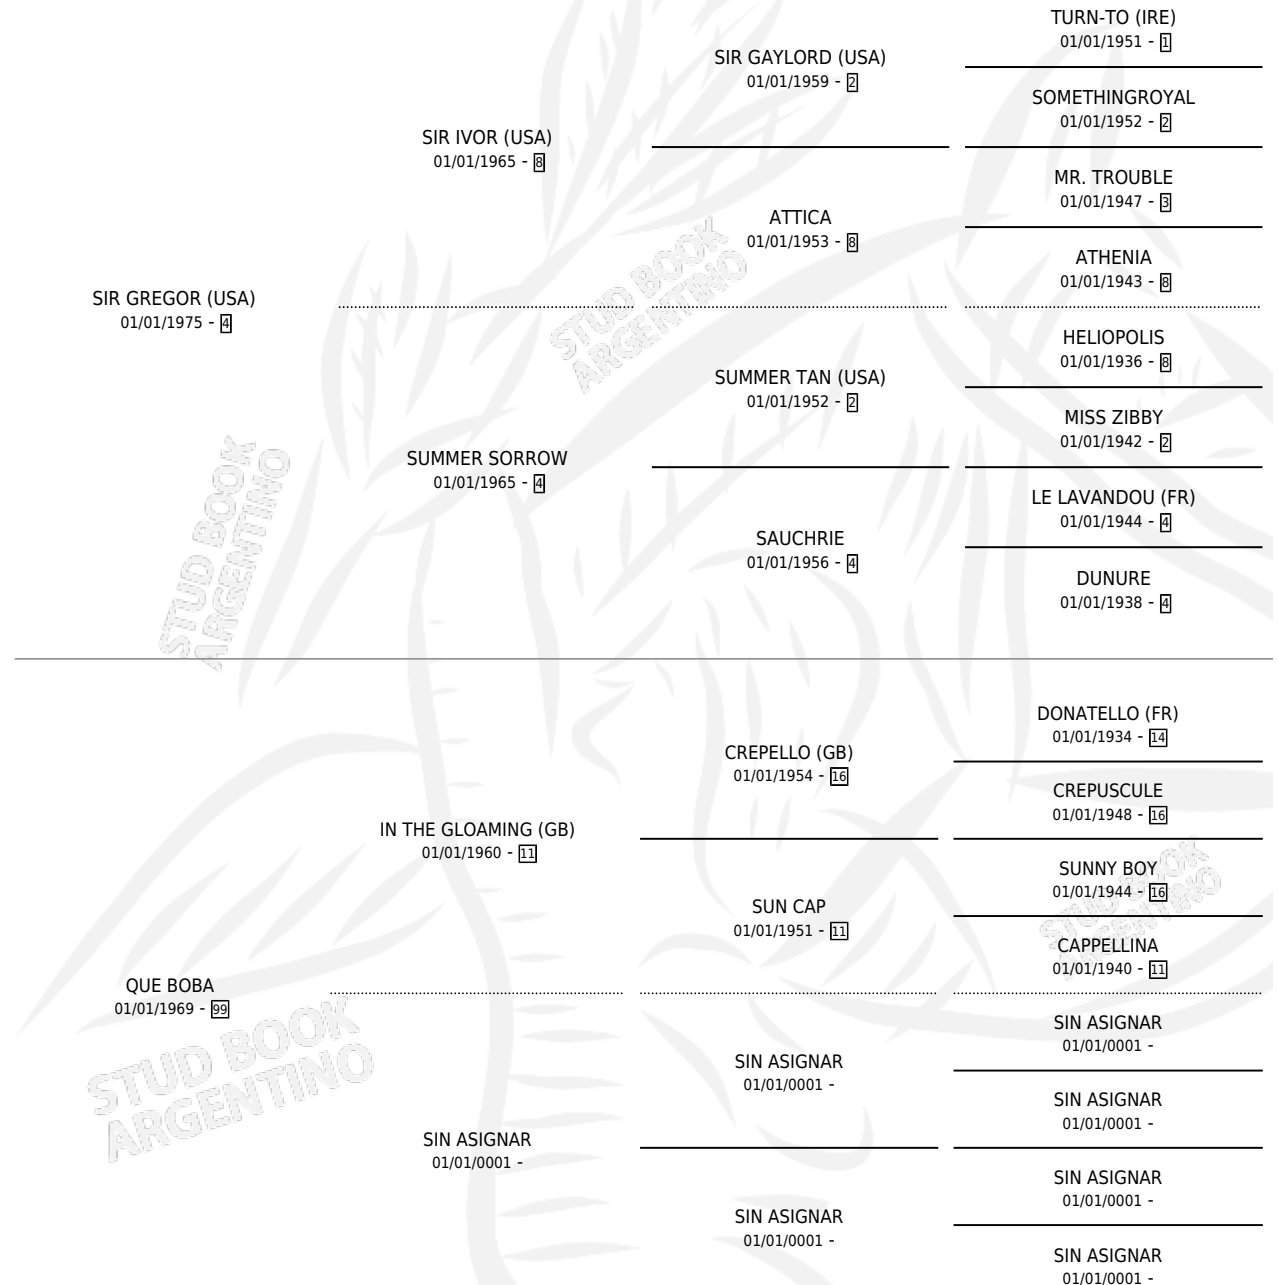 TURN-TO (IRE)
01/01/1951 - 1
SIR GAYLORD (USA)
01/01/1959 - 2
SOMETHINGROYAL
01/01/1952 - 2
SIR IVOR (USA)
01/01/1965 - 8
MR. TROUBLE
01/01/1947 - 3
ATTICA
01/01/1953 - 8
ATHENIA
01/01/1943 - 8
SIR GREGOR (USA)
01/01/1975 - 4
HELIOPOLIS
01/01/1936 - 8
SUMMER TAN (USA)
01/01/1952 - 2
MISS ZIBBY
01/01/1942 - 2
SUMMER SORROW
01/01/1965 - 4
LE LAVANDOU (FR)
01/01/1944 - 4
SAUCHRIE
01/01/1956 - 4
DUNURE
01/01/1938 - 4
DONATELLO (FR)
01/01/1934 - 14
CREPELLO (GB)
01/01/1954 - 16
CREPUSCULE
01/01/1948 - 16
IN THE GLOAMING (GB)
01/01/1960 - 11
SUNNY BOY
01/01/1944 - 16
SUN CAP
01/01/1951 - 11
CAPPELLINA
01/01/1940 - 11
QUE BOBA
01/01/1969 - 99
SIN ASIGNAR
01/01/0001 -
SIN ASIGNAR
01/01/0001 -
SIN ASIGNAR
01/01/0001 -
SIN ASIGNAR
01/01/0001 -
SIN ASIGNAR
01/01/0001 -
SIN ASIGNAR
01/01/0001 -
SIN ASIGNAR
01/01/0001 -
STUD BOOK
ARGENTINO
STUD BOOK
ARGENTINO
STUD BOOK
ARGENTINO
STUD BOOK
ARGENTINO